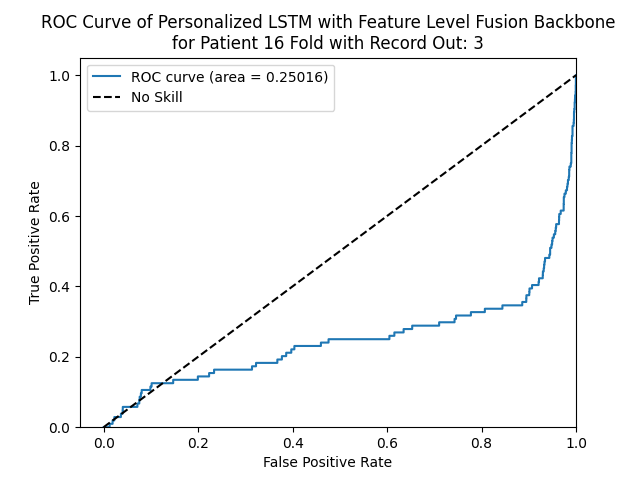 ROC Curve of Personalized LSTM with Feature Level Fusion Backbone
for Patient 16 Fold with Record Out: 3
ROC curve (area = 0.25016)
No Skill
True Positive Rate
1.0
0.8
0.6
0.4
0.2
0.0
0.0 0.2 0.4 0.6 0.8 1.0
False Positive Rate